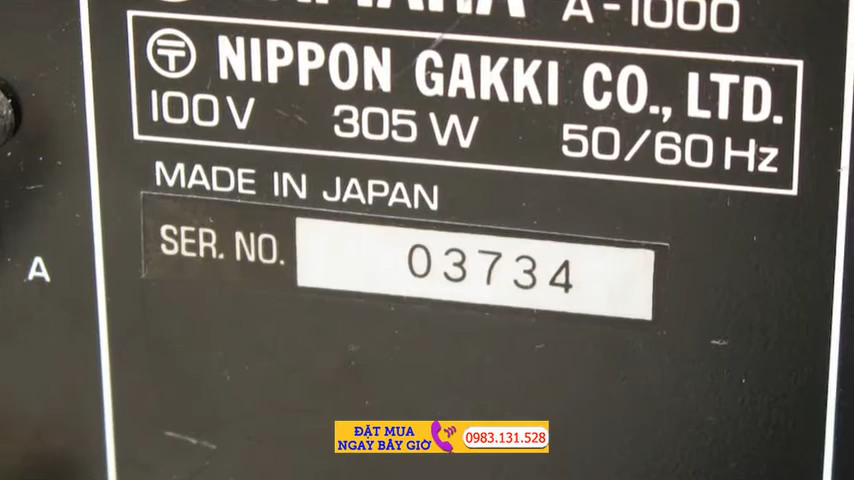 YAMAHA A-1000
〒 NIPPON GAKKI CO., LTD.
100V 305W 50/60Hz
MADE IN JAPAN
SER. NO. 03734
A
ĐẶT MUA
NGAY BÂY GIỜ
0983.131.528